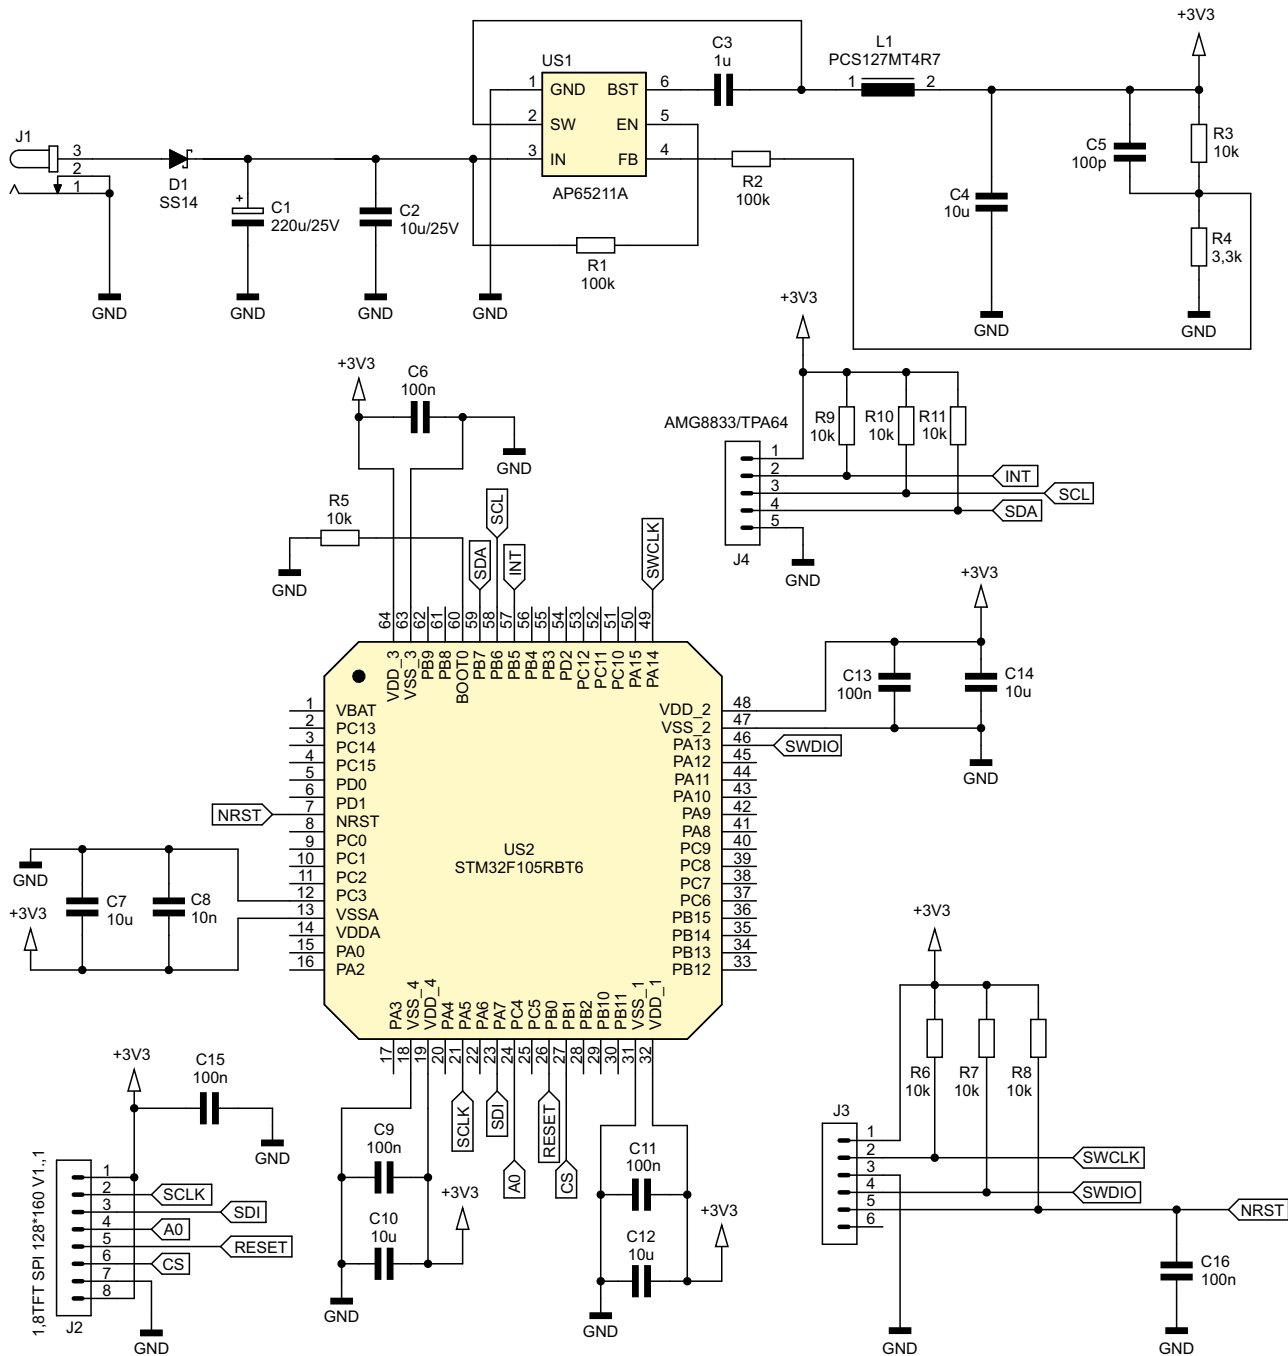 +3V3
C3
1u
L1
PCS127MT4R7
1
2
US1
1
GND
BST
6
2
SW
EN
5
3
IN
FB
4
AP65211A
J1
3
2
1
D1
SS14
+
C1
220u/25V
C2
10u/25V
R1
100k
R2
100k
C4
10u
C5
100p
R3
10k
R4
3,3k
GND
GND
GND
GND
GND
GND
+3V3
C6
100n
GND
R5
10k
GND
SDA
SCL
INT
SWCLK
+3V3
AMG8833/TPA64
R9
10k
R10
10k
R11
10k
1
2
3
4
5
INT
SCL
SDA
J4
GND
64
63
62
61
60
59
58
57
56
55
54
53
52
51
50
49
VDD_3
VSS_3
PB9
PB8
BOOT0
PB7
PB6
PB5
PB4
PB3
PD2
PC12
PC11
PC10
PA15
PA14
+3V3
C13
100n
C14
10u
GND
1 VBAT
2 PC13
3 PC14
4 PC15
5 PD0
6 PD1
7 NRST
8 PC0
9 PC1
10 PC2
11 PC3
12 VSSA
13 VDDA
14 PA0
15 PA2
16
NRST
US2
STM32F105RBT6
VDD_2 48
VSS_2 47
PA13 46
PA12 45
PA11 44
PA10 43
PA9 42
PA8 41
PC9 40
PC8 39
PC7 38
PC6 37
PB15 36
PB14 35
PB13 34
PB12 33
SWDIO
GND
+3V3
C7
10u
C8
10n
PA3
VSS_4
VDD_4
PA4
PA5
PA6
PA7
PC4
PC5
PB0
PB1
PB2
PB10
PB11
VSS_1
VDD_1
17
18
19
20
21
22
23
24
25
26
27
28
29
30
31
32
SCLK
SDI
A0
RESET
CS
C9
100n
C10
10u
+3V3
GND
C11
100n
C12
10u
+3V3
GND
+3V3
C15
100n
GND
1,8TFT SPI 128*160 V1.,1
1
2
3
4
5
6
7
8
SCLK
SDI
A0
RESET
CS
J2
GND
+3V3
R6
10k
R7
10k
R8
10k
J3
1
2
3
4
5
6
SWCLK
SWDIO
NRST
C16
100n
GND
GND